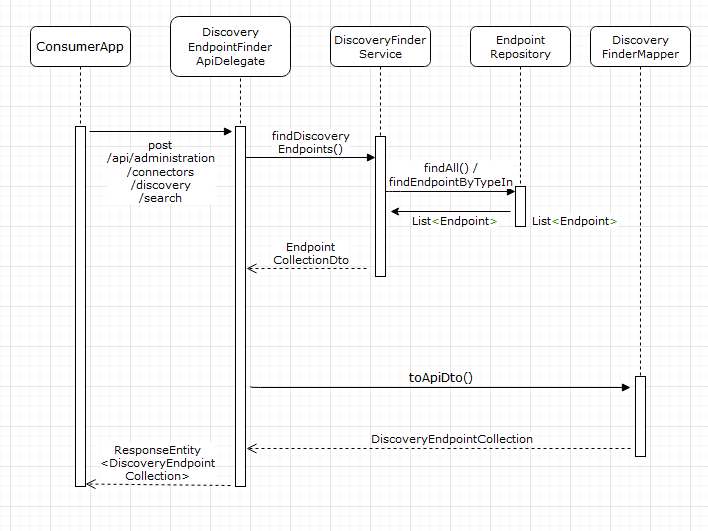 ConsumerApp
Discovery
EndpointFinder
ApiDelegate
DiscoveryFinder
Service
Endpoint
Repository
Discovery
FinderMapper
post
/api/administration
/connectors
/discovery
/search
findDiscovery
Endpoints()
findAll() /
findEndpointByTypeIn
List<Endpoint>
List<Endpoint>
Endpoint
CollectionDto
toApiDto()
DiscoveryEndpointCollection
ResponseEntity
<DiscoveryEndpoint
Collection>